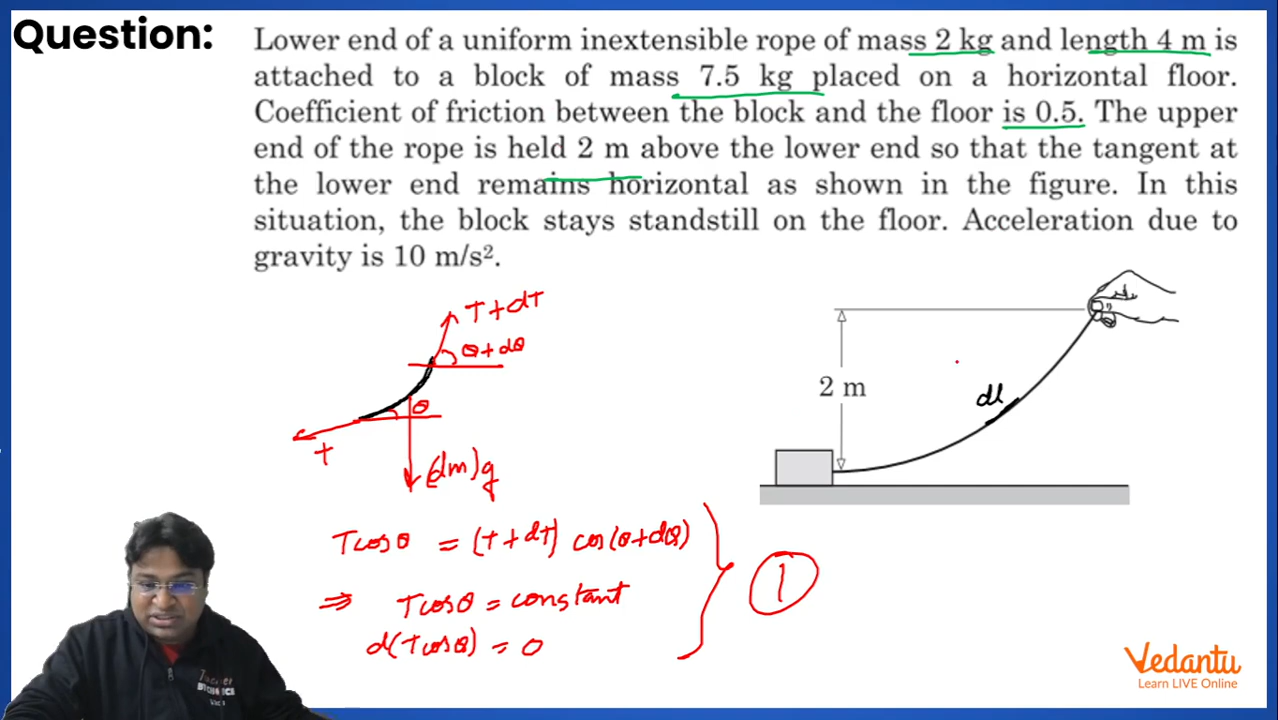 Question:
Lower end of a uniform inextensible rope of mass 2 kg and length 4 m is
attached to a block of mass 7.5 kg placed on a horizontal floor.
Coefficient of friction between the block and the floor is 0.5. The upper
end of the rope is held 2 m above the lower end so that the tangent at
the lower end remains horizontal as shown in the figure. In this
situation, the block stays standstill on the floor. Acceleration due to
gravity is 10 m/s².
T+dT
θ+dθ
θ
T
(dm)g
2 m
dl
Tcosθ = (T+dT) cos(θ+dθ)
⇒ Tcosθ = constant
d(Tcosθ) = 0
1
Vedantu
Learn LIVE Online